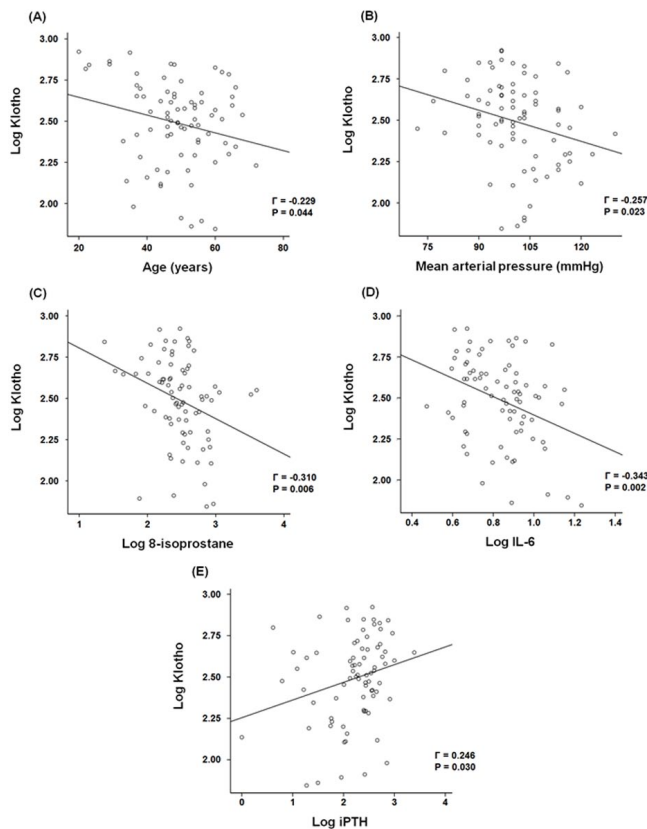 (A)
3.00
2.75
2.50
2.25
2.00
Log Klotho
Γ = -0.229
P = 0.044
20 40 60 80
Age (years)
(B)
3.00
2.75
2.50
2.25
2.00
Log Klotho
Γ = -0.257
P = 0.023
75 90 105 120
Mean arterial pressure (mmHg)
(C)
3.00
2.75
2.50
2.25
2.00
Log Klotho
Γ = -0.310
P = 0.006
1 2 3 4
Log 8-isoprostane
(D)
3.00
2.75
2.50
2.25
2.00
Log Klotho
Γ = -0.343
P = 0.002
0.4 0.6 0.8 1.0 1.2 1.4
Log IL-6
(E)
3.00
2.75
2.50
2.25
2.00
Log Klotho
Γ = 0.246
P = 0.030
0 1 2 3 4
Log iPTH